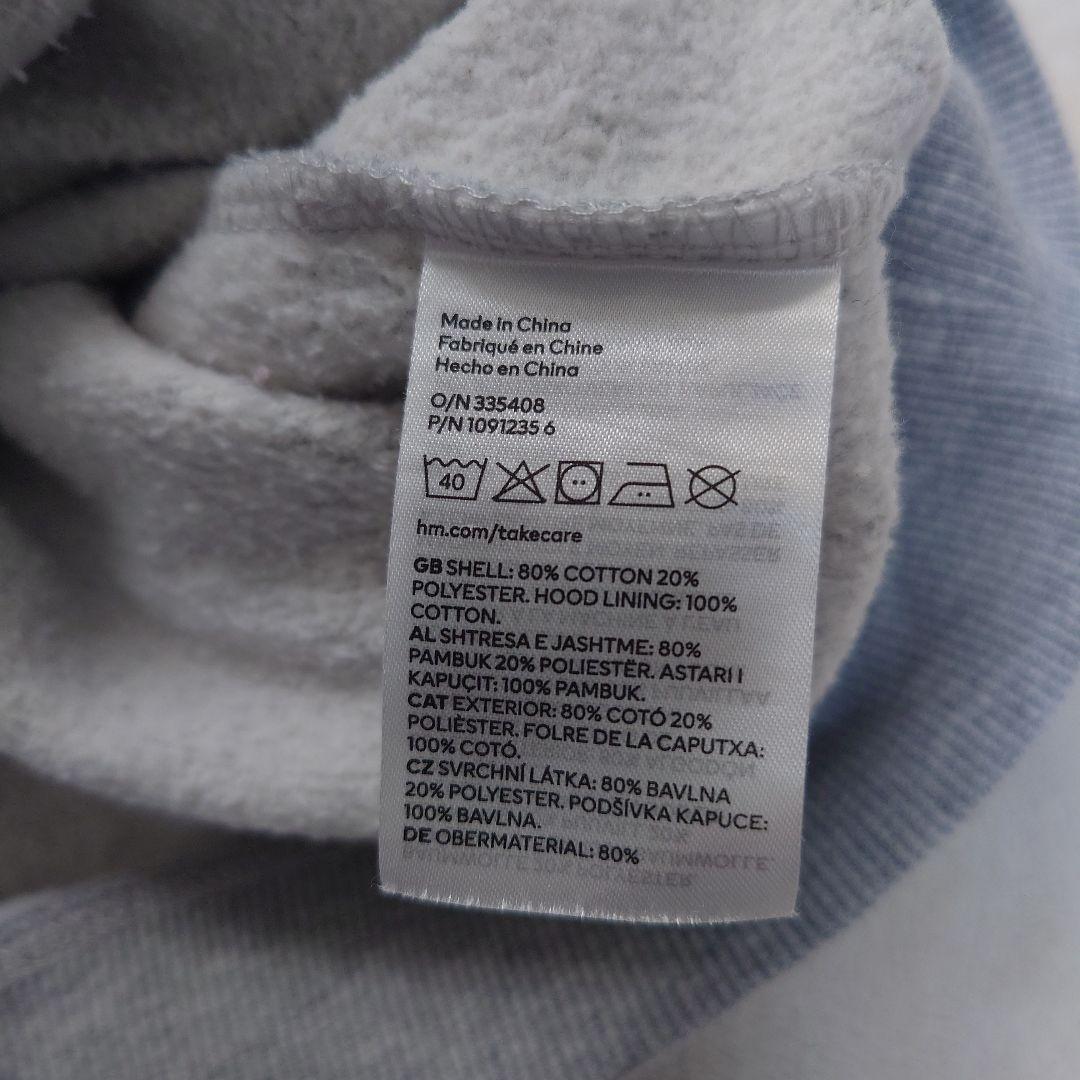 Made in China
Fabriqué en Chine
Hecho en China
O/N 335408
P/N 1091235 6
40
hm.com/takecare
GB SHELL: 80% COTTON 20%
POLYESTER. HOOD LINING: 100%
COTTON.
AL SHTRESA E JASHTME: 80%
PAMBUK 20% POLIESTËR. ASTARI I
KAPUÇIT: 100% PAMBUK.
CAT EXTERIOR: 80% COTÓ 20%
POLIÈSTER. FOLRE DE LA CAPUTXA:
100% COTÓ.
CZ SVRCHNÍ LÁTKA: 80% BAVLNA
20% POLYESTER. PODŠÍVKA KAPUCE:
100% BAVLNA.
DE OBERMATERIAL: 80%